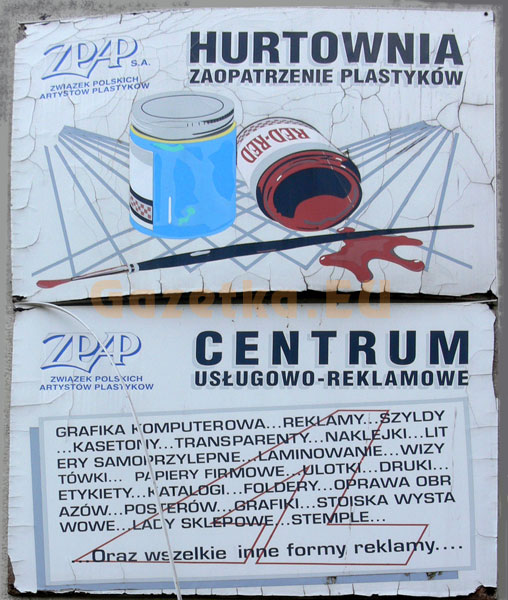 ZPAP S.A.
ZWIĄZEK POLSKICH
ARTYSTÓW PLASTYKÓW
HURTOWNIA
ZAOPATRZENIE PLASTYKÓW
RED-RED
Gazetka.Ed
ZPAP
ZWIĄZEK POLSKICH
ARTYSTÓW PLASTYKOW
CENTRUM
USŁUGOWO-REKLAMOWE
GRAFIKA KOMPUTEROWA...REKLAMY...SZYLDY
...KASETONY...TRANSPARENTY...NAKLEJKI...LIT
ERY SAMOPRZYLEPNE...LAMINOWANIE...WIZY
TÓWKI... PAPIERY FIRMOWE...ULOTKI...DRUKI...
ETYKIETY...KATALOGI...FOLDERY...OPRAWA OBR
AZÓW...POSTERÓW...GRAFIKI...STOISKA WYSTA
WOWE...LADY SKLEPOWE...STEMPLE...
...Oraz wszelkie inne formy reklamy....